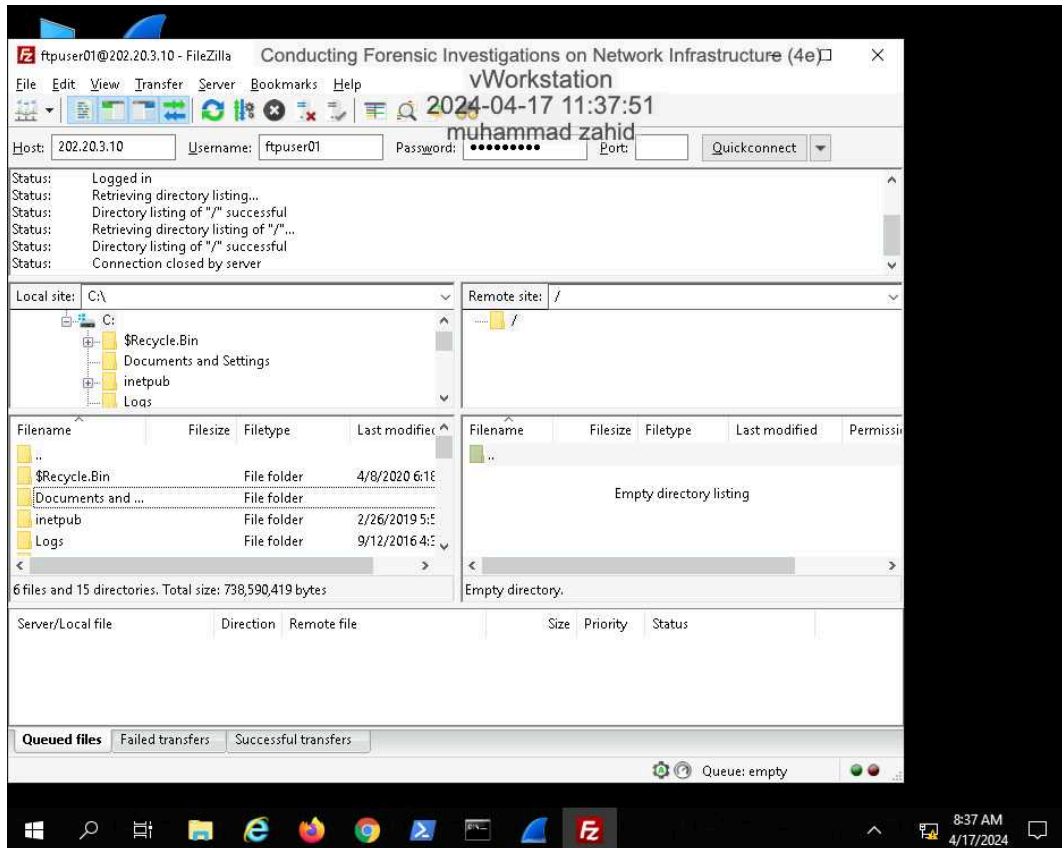 ftpuser01@202.20.3.10 - FileZilla
Conducting Forensic Investigations on Network Infrastructure (4e)
vWorkstation
2024-04-17 11:37:51
muhammad zahid
File Edit View Transfer Server Bookmarks Help
Host: 202.20.3.10 Username: ftpuser01 Password: ●●●●●●●●● Port: Quickconnect
Status: Logged in
Status: Retrieving directory listing...
Status: Directory listing of "/" successful
Status: Retrieving directory listing of "/"...
Status: Directory listing of "/" successful
Status: Connection closed by server
Local site: C:\
C:
$Recycle.Bin
Documents and Settings
inetpub
Logs
Remote site: /
/
Filename Filesize Filetype Last modified
..
$Recycle.Bin File folder 4/8/2020 6:18
Documents and ... File folder
inetpub File folder 2/26/2019 5:5
Logs File folder 9/12/2016 4:3
6 files and 15 directories. Total size: 738,590,419 bytes
Filename Filesize Filetype Last modified Permissi
..
Empty directory listing
Empty directory.
Server/Local file Direction Remote file Size Priority Status
Queued files Failed transfers Successful transfers
Queue: empty
8:37 AM
4/17/2024